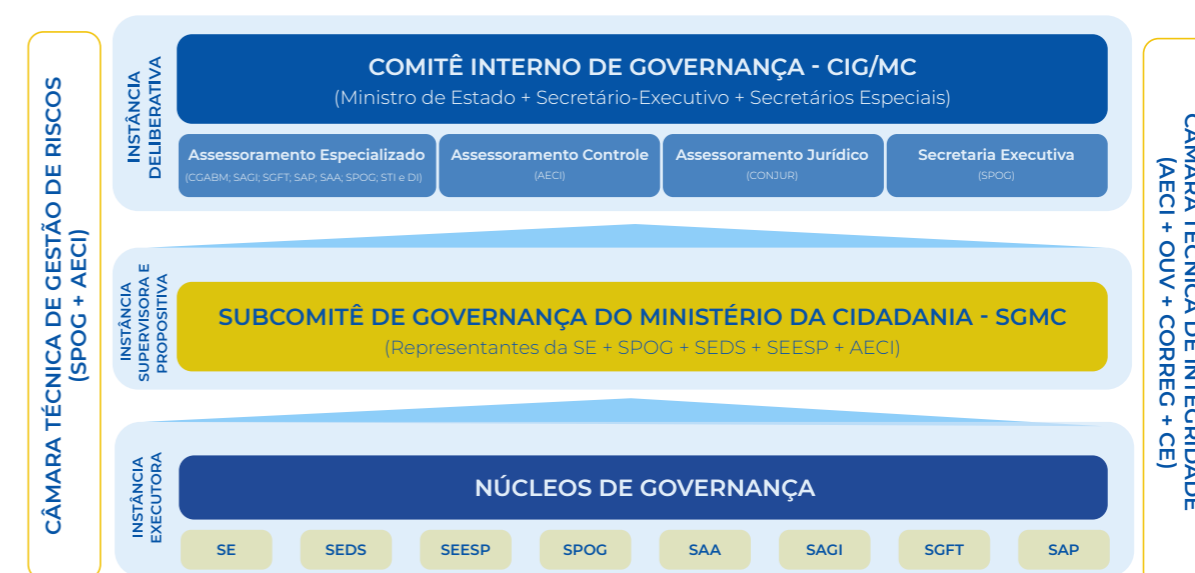 CÂMARA TÉCNICA DE GESTÃO DE RISCOS
(SPOG + AECI)
INSTÂNCIA
DELIBERATIVA
COMITÊ INTERNO DE GOVERNANÇA - CIG/MC
(Ministro de Estado + Secretário-Executivo + Secretários Especiais)
Assessoramento Especializado
(CGABM; SAGI; SGFT; SAP; SAA; SPOG; STI e DI)
Assessoramento Controle
(AECI)
Assessoramento Jurídico
(CONJUR)
Secretaria Executiva
(SPOG)
INSTÂNCIA
SUPERVISORA E
PROPOSITIVA
SUBCOMITÊ DE GOVERNANÇA DO MINISTÉRIO DA CIDADANIA - SGMC
(Representantes da SE + SPOG + SEDS + SEESP + AECI)
INSTÂNCIA
EXECUTORA
NÚCLEOS DE GOVERNANÇA
SE
SEDS
SEESP
SPOG
SAA
SAGI
SGFT
SAP
CÂMARA TÉCNICA DE INTEGRIDADE
(AECI + OUV + CORREG + CE)